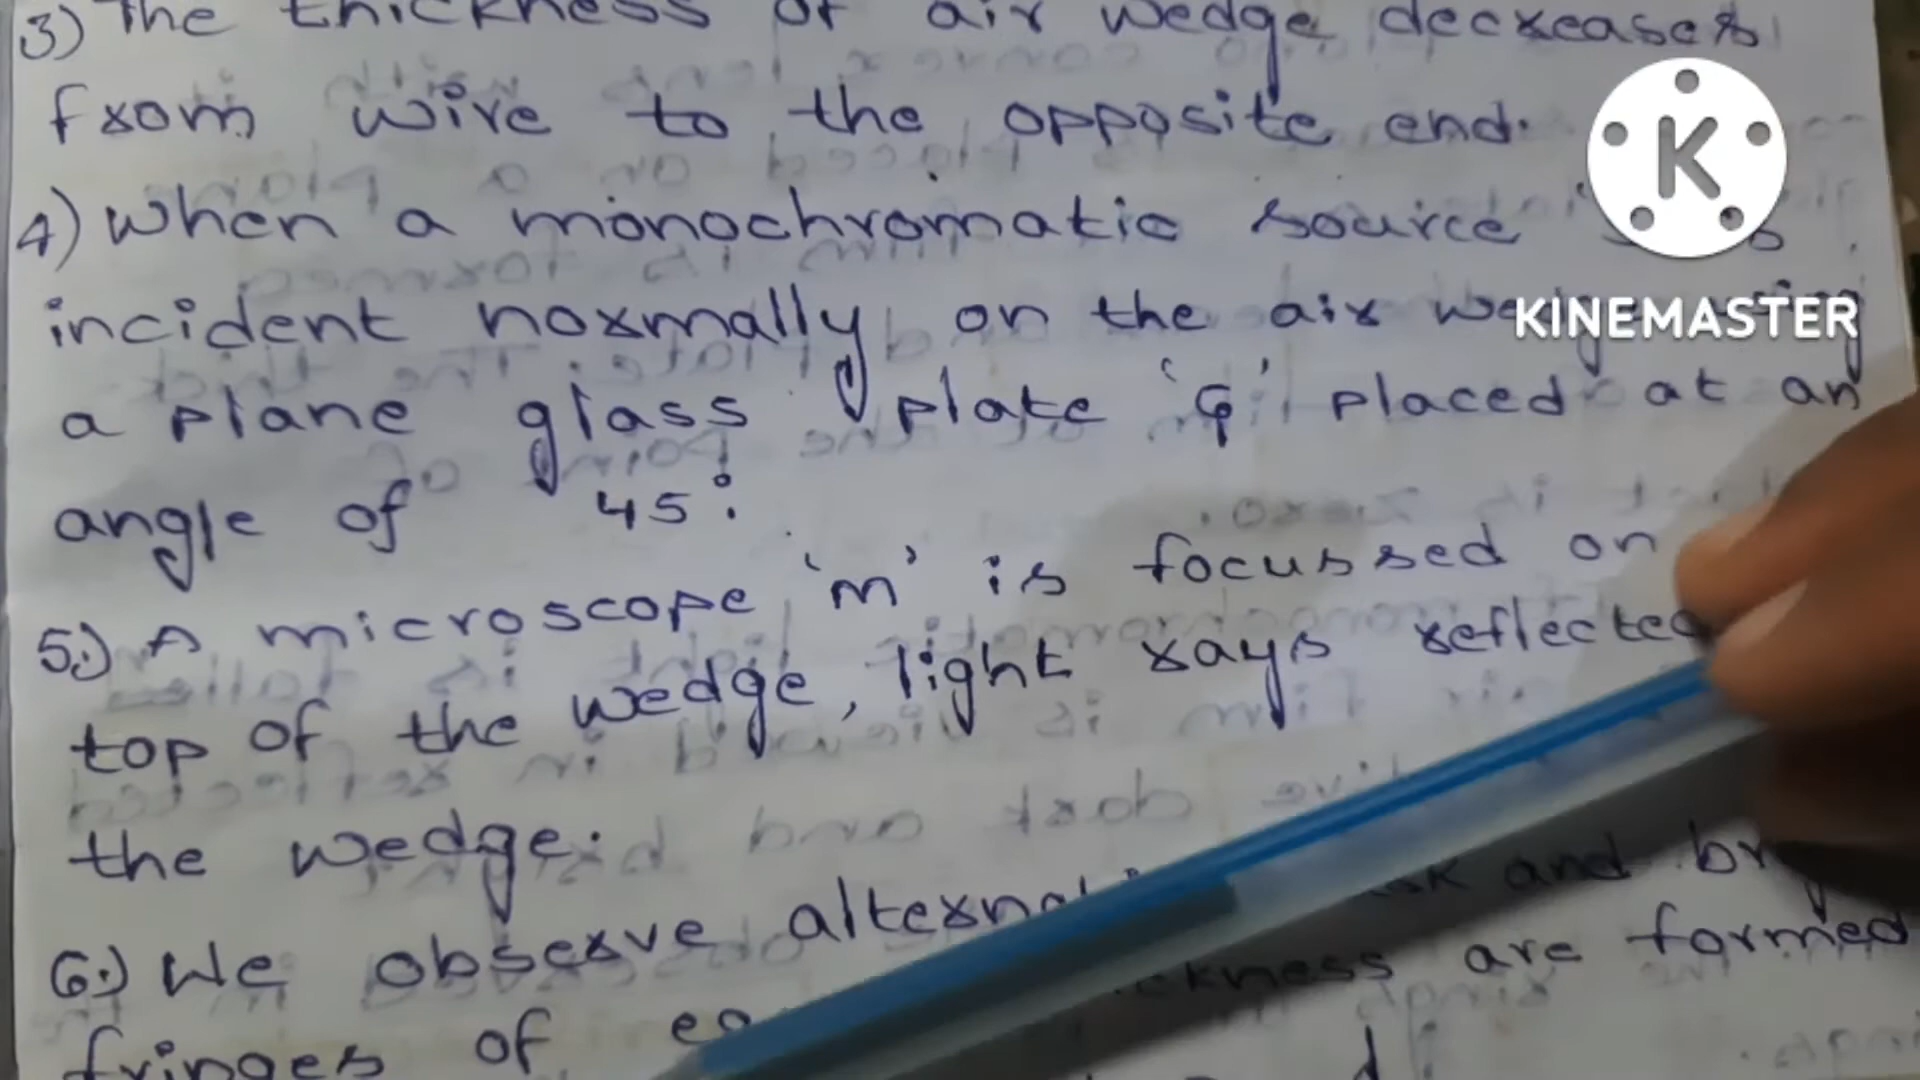 3) The thickness of air wedge decreases
from wire to the opposite end.
4) When a monochromatic source
incident normally on the air
a plane glass plate 'G' placed at an
angle of 45°.
5.) A microscope 'm' is focussed on
top of the wedge, light rays reflected
the wedge.
6.) We observe and
fringes of are formed
KINEMASTER